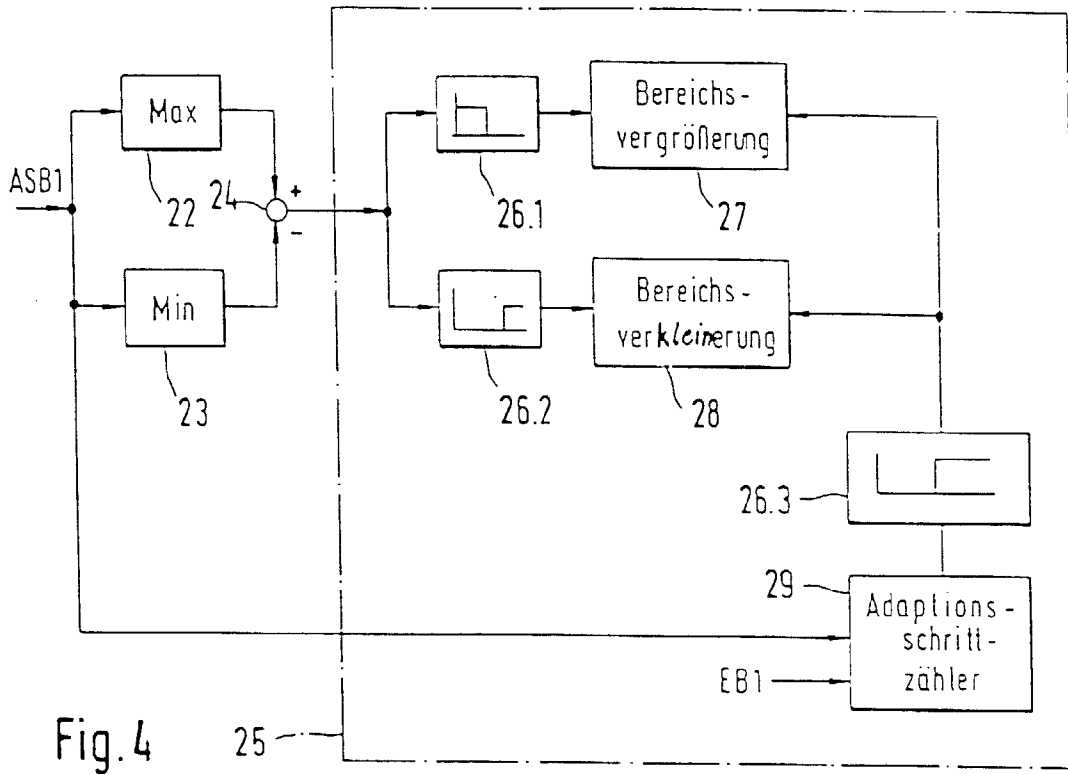 Max
22
ASB1
24
+
-
Min
23
26.1
Bereichs-
vergrößerung
27
26.2
Bereichs-
verkleinerung
28
26.3
29
Adaptions-
schritt-
zähler
EB1
25
Fig. 4